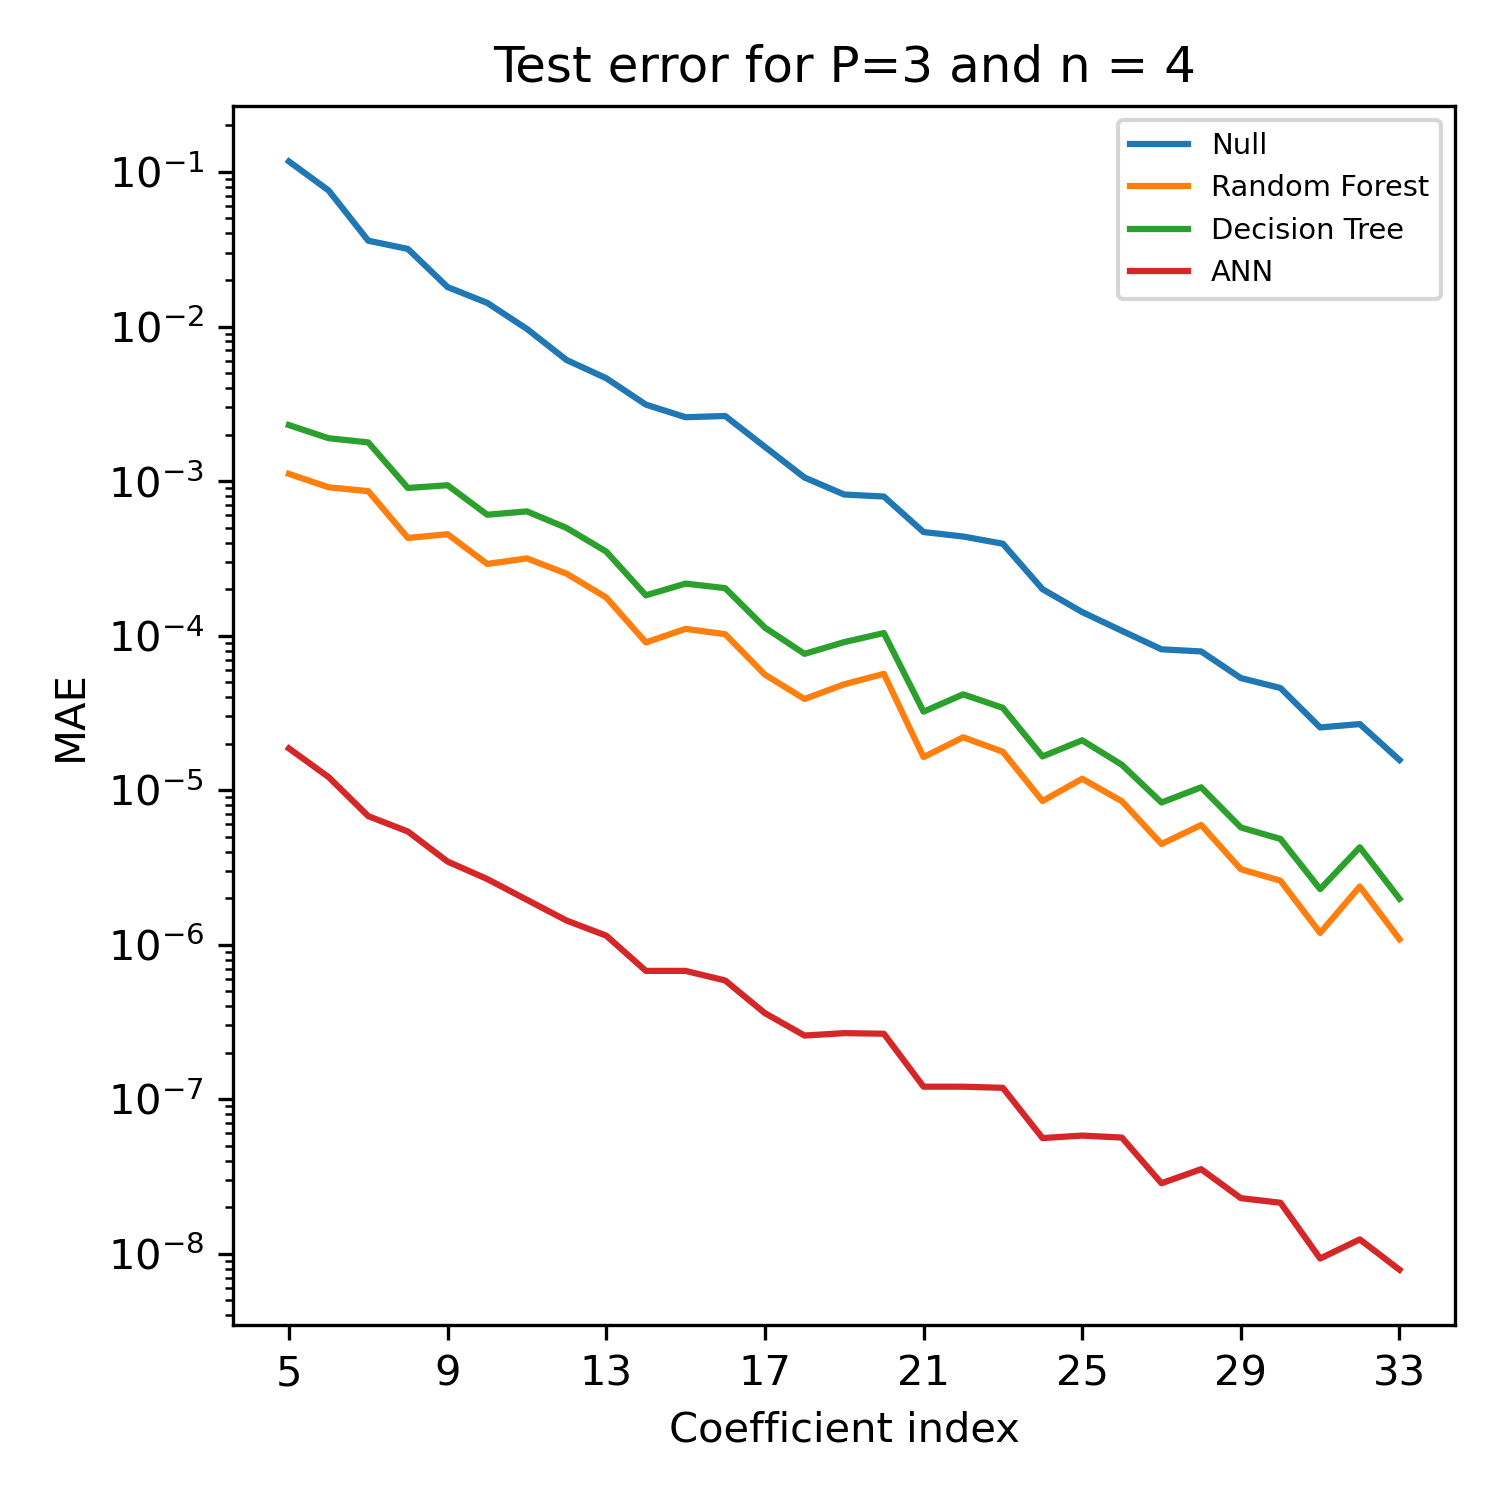 Test error for P=3 and n = 4
Null
Random Forest
Decision Tree
ANN
10⁻¹
10⁻²
10⁻³
10⁻⁴
10⁻⁵
10⁻⁶
10⁻⁷
10⁻⁸
MAE
5 9 13 17 21 25 29 33
Coefficient index